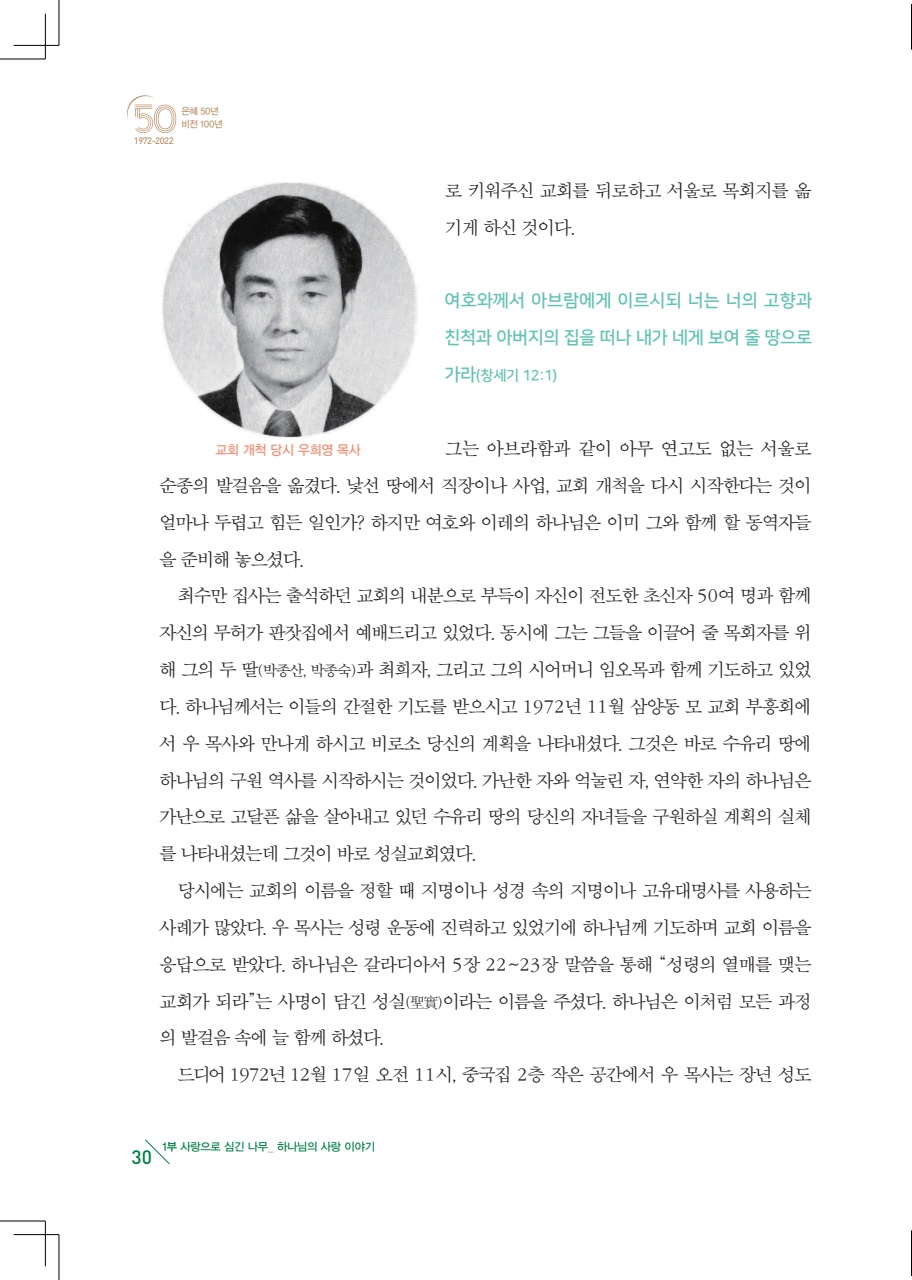 50 은혜 50년
비전 100년
1972-2022
로 키워주신 교회를 뒤로하고 서울로 목회지를 옮
기게 하신 것이다.
여호와께서 아브람에게 이르시되 너는 너의 고향과
친척과 아버지의 집을 떠나 내가 네게 보여 줄 땅으로
가라(창세기 12:1)
교회 개척 당시 우희영 목사
그는 아브라함과 같이 아무 연고도 없는 서울로
순종의 발걸음을 옮겼다. 낯선 땅에서 직장이나 사업, 교회 개척을 다시 시작한다는 것이
얼마나 두렵고 힘든 일인가? 하지만 여호와 이레의 하나님은 이미 그와 함께 할 동역자들
을 준비해 놓으셨다.
최수만 집사는 출석하던 교회의 내분으로 부득이 자신이 전도한 초신자 50여 명과 함께
자신의 무허가 판잣집에서 예배드리고 있었다. 동시에 그는 그들을 이끌어 줄 목회자를 위
해 그의 두 딸(박종산, 박종숙)과 최희자, 그리고 그의 시어머니 임오목과 함께 기도하고 있었
다. 하나님께서는 이들의 간절한 기도를 받으시고 1972년 11월 삼양동 모 교회 부흥회에
서 우 목사와 만나게 하시고 비로소 당신의 계획을 나타내셨다. 그것은 바로 수유리 땅에
하나님의 구원 역사를 시작하시는 것이었다. 가난한 자와 억눌린 자, 연약한 자의 하나님은
가난으로 고달픈 삶을 살아내고 있던 수유리 땅의 당신의 자녀들을 구원하실 계획의 실체
를 나타내셨는데 그것이 바로 성실교회였다.
당시에는 교회의 이름을 정할 때 지명이나 성경 속의 지명이나 고유대명사를 사용하는
사례가 많았다. 우 목사는 성령 운동에 진력하고 있었기에 하나님께 기도하며 교회 이름을
응답으로 받았다. 하나님은 갈라디아서 5장 22~23장 말씀을 통해 “성령의 열매를 맺는
교회가 되라”는 사명이 담긴 성실(聖實)이라는 이름을 주셨다. 하나님은 이처럼 모든 과정
의 발걸음 속에 늘 함께 하셨다.
드디어 1972년 12월 17일 오전 11시, 중국집 2층 작은 공간에서 우 목사는 장년 성도
30 1부 사랑으로 심긴 나무_ 하나님의 사랑 이야기